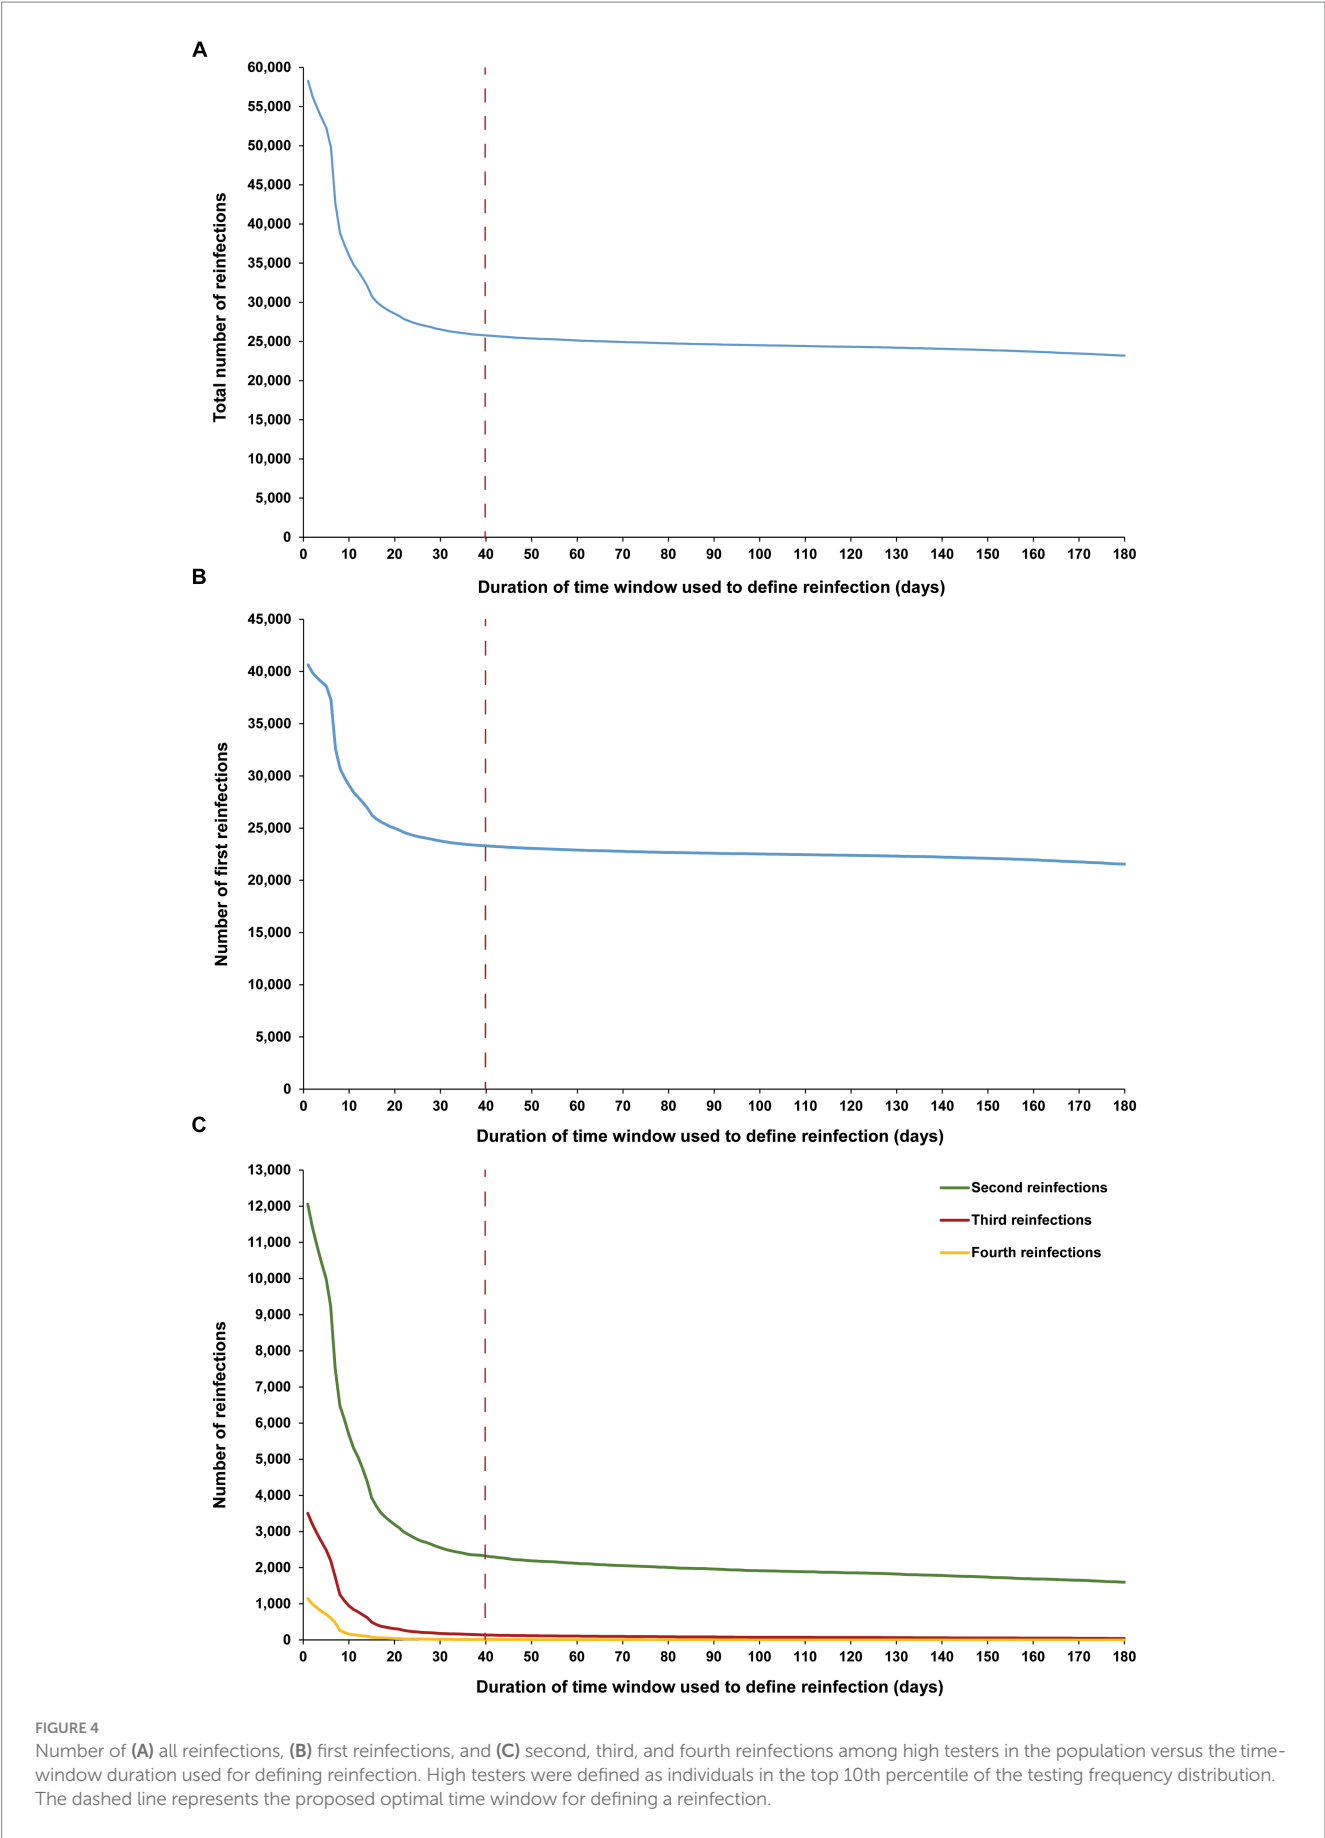 A
60,000
55,000
50,000
45,000
40,000
35,000
30,000
25,000
20,000
15,000
10,000
5,000
0
Total number of reinfections
0 10 20 30 40 50 60 70 80 90 100 110 120 130 140 150 160 170 180
Duration of time window used to define reinfection (days)
B
45,000
40,000
35,000
30,000
25,000
20,000
15,000
10,000
5,000
0
Number of first reinfections
0 10 20 30 40 50 60 70 80 90 100 110 120 130 140 150 160 170 180
Duration of time window used to define reinfection (days)
C
13,000
12,000
11,000
10,000
9,000
8,000
7,000
6,000
5,000
4,000
3,000
2,000
1,000
0
Number of reinfections
Second reinfections
Third reinfections
Fourth reinfections
0 10 20 30 40 50 60 70 80 90 100 110 120 130 140 150 160 170 180
Duration of time window used to define reinfection (days)
FIGURE 4
Number of (A) all reinfections, (B) first reinfections, and (C) second, third, and fourth reinfections among high testers in the population versus the time-
window duration used for defining reinfection. High testers were defined as individuals in the top 10th percentile of the testing frequency distribution.
The dashed line represents the proposed optimal time window for defining a reinfection.